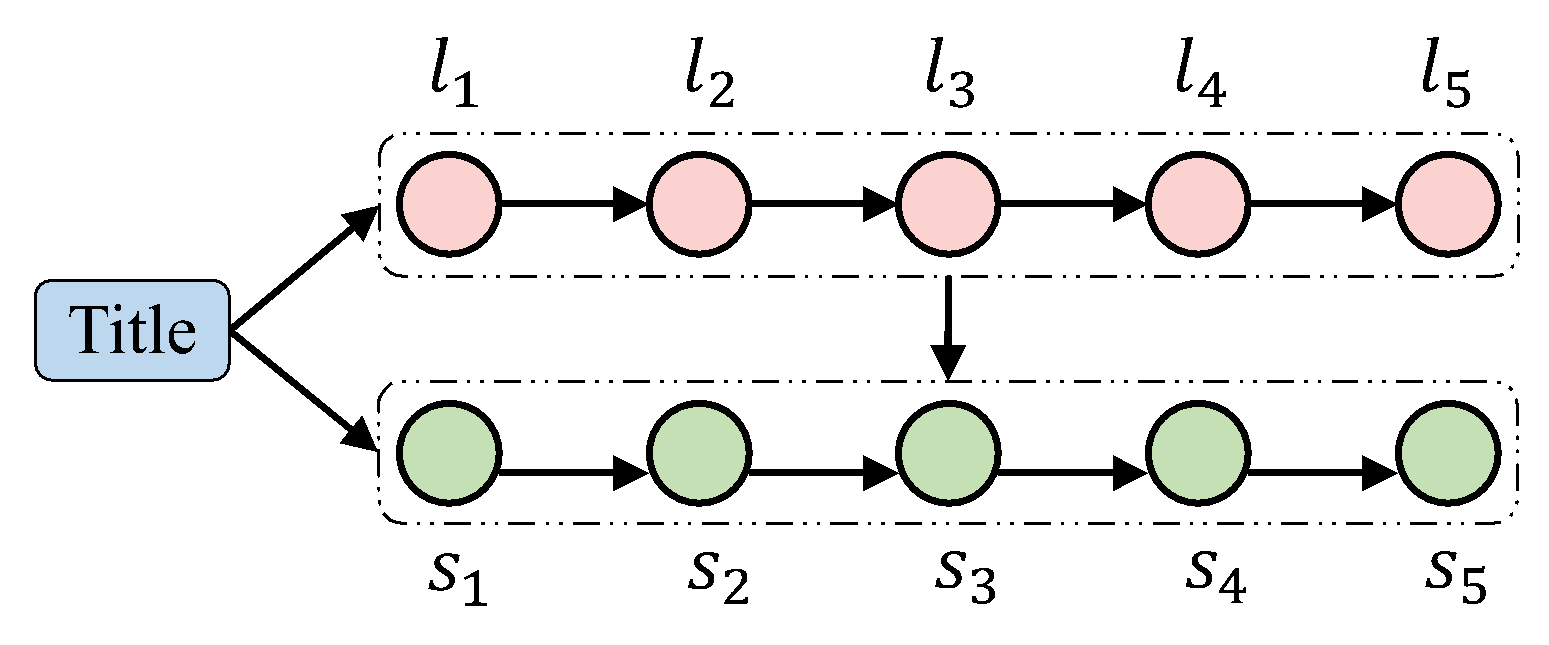 l₁ l₂ l₃ l₄ l₅
Title
s₁ s₂ s₃ s₄ s₅